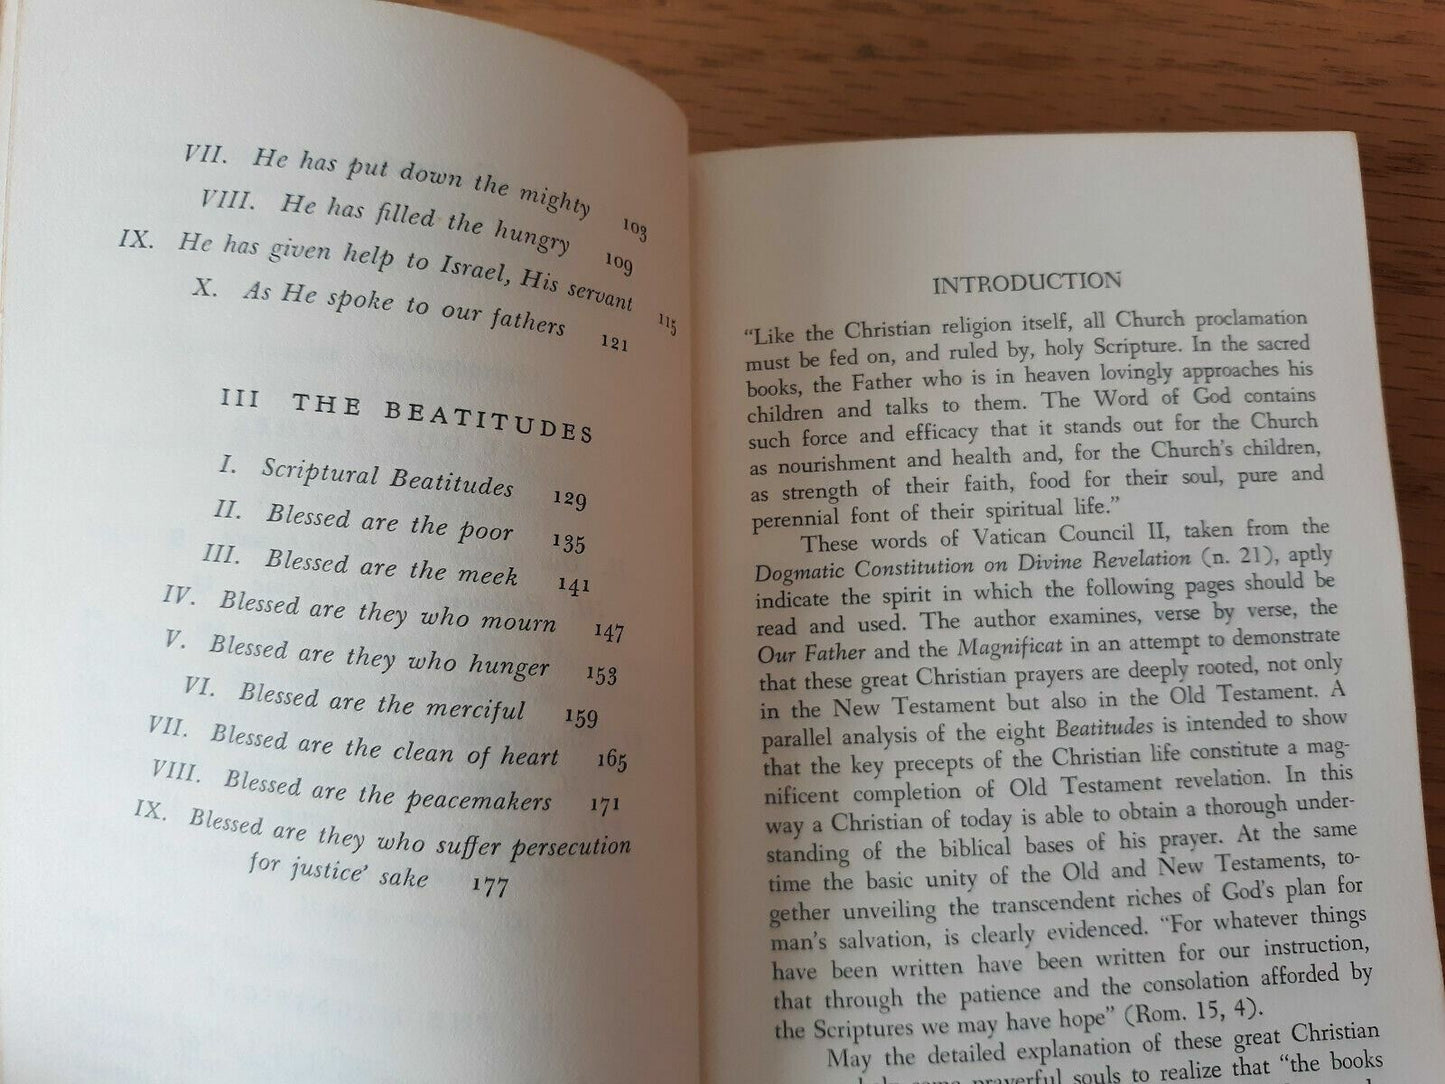 VII. He has put down the mighty 103
VIII. He has filled the hungry 109
IX. He has given help to Israel, His servant 115
X. As He spoke to our fathers 121
III THE BEATITUDES
I. Scriptural Beatitudes 129
II. Blessed are the poor 135
III. Blessed are the meek 141
IV. Blessed are they who mourn 147
V. Blessed are they who hunger 153
VI. Blessed are the merciful 159
VII. Blessed are the clean of heart 165
VIII. Blessed are the peacemakers 171
IX. Blessed are they who suffer persecution
for justice' sake 177
INTRODUCTION
“Like the Christian religion itself, all Church proclamation
must be fed on, and ruled by, holy Scripture. In the sacred
books, the Father who is in heaven lovingly approaches his
children and talks to them. The Word of God contains
such force and efficacy that it stands out for the Church
as nourishment and health and, for the Church's children,
as strength of their faith, food for their soul, pure and
perennial font of their spiritual life.”
These words of Vatican Council II, taken from the
Dogmatic Constitution on Divine Revelation (n. 21), aptly
indicate the spirit in which the following pages should be
read and used. The author examines, verse by verse, the
Our Father and the Magnificat in an attempt to demonstrate
that these great Christian prayers are deeply rooted, not only
in the New Testament but also in the Old Testament. A
parallel analysis of the eight Beatitudes is intended to show
that the key precepts of the Christian life constitute a mag-
nificent completion of Old Testament revelation. In this
way a Christian of today is able to obtain a thorough under-
standing of the biblical bases of his prayer. At the same
time the basic unity of the Old and New Testaments, to-
gether unveiling the transcendent riches of God's plan for
man's salvation, is clearly evidenced. “For whatever things
have been written have been written for our instruction,
that through the patience and the consolation afforded by
the Scriptures we may have hope” (Rom. 15, 4).
May the detailed explanation of these great Christian
prayerful souls to realize that “the books